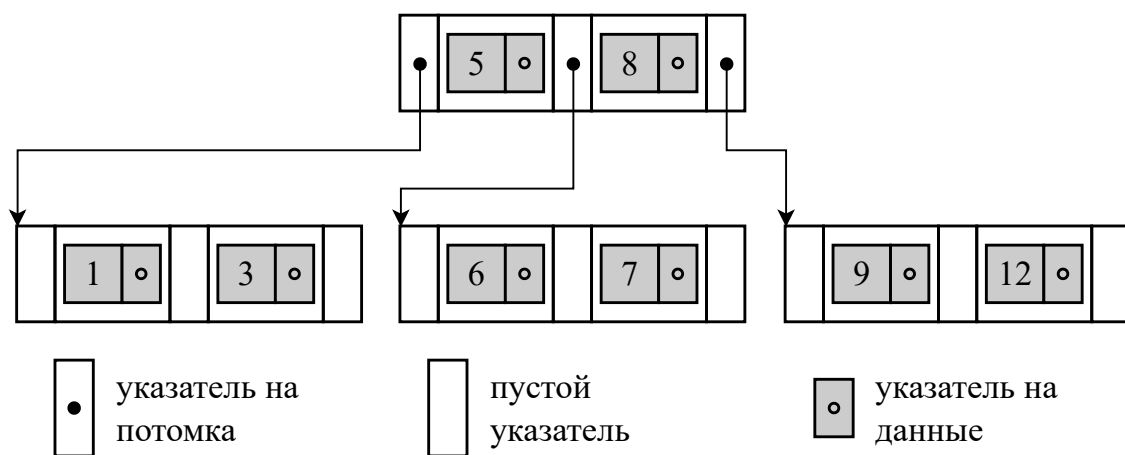 5 8
1 3 6 7 9 12
указатель на
потомка
пустой
указатель
указатель на
данные